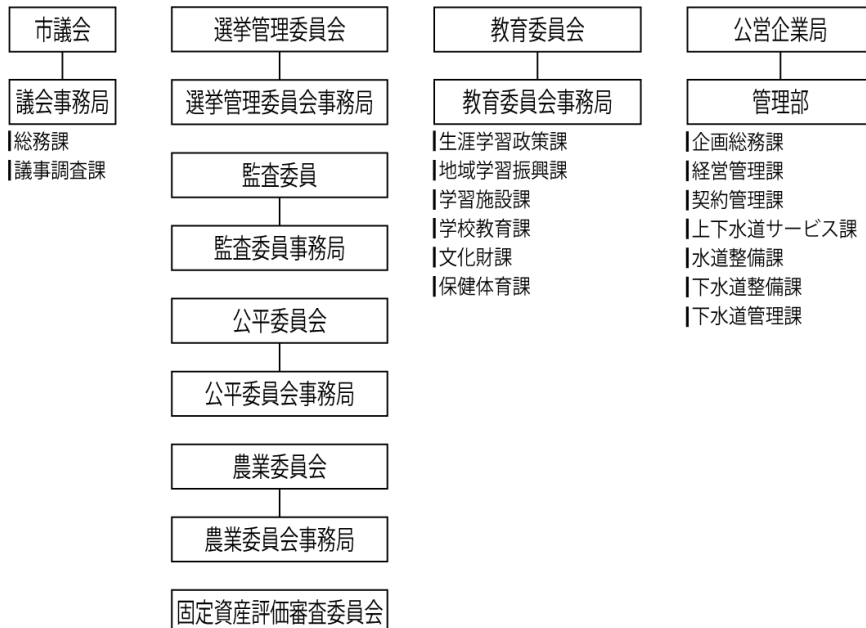 市議会
議会事務局
総務課
議事調査課
選挙管理委員会
選挙管理委員会事務局
監査委員
監査委員事務局
公平委員会
公平委員会事務局
農業委員会
農業委員会事務局
固定資産評価審査委員会
教育委員会
教育委員会事務局
生涯学習政策課
地域学習振興課
学習施設課
学校教育課
文化財課
保健体育課
公営企業局
管理部
企画総務課
経営管理課
契約管理課
上下水道サービス課
水道整備課
下水道整備課
下水道管理課